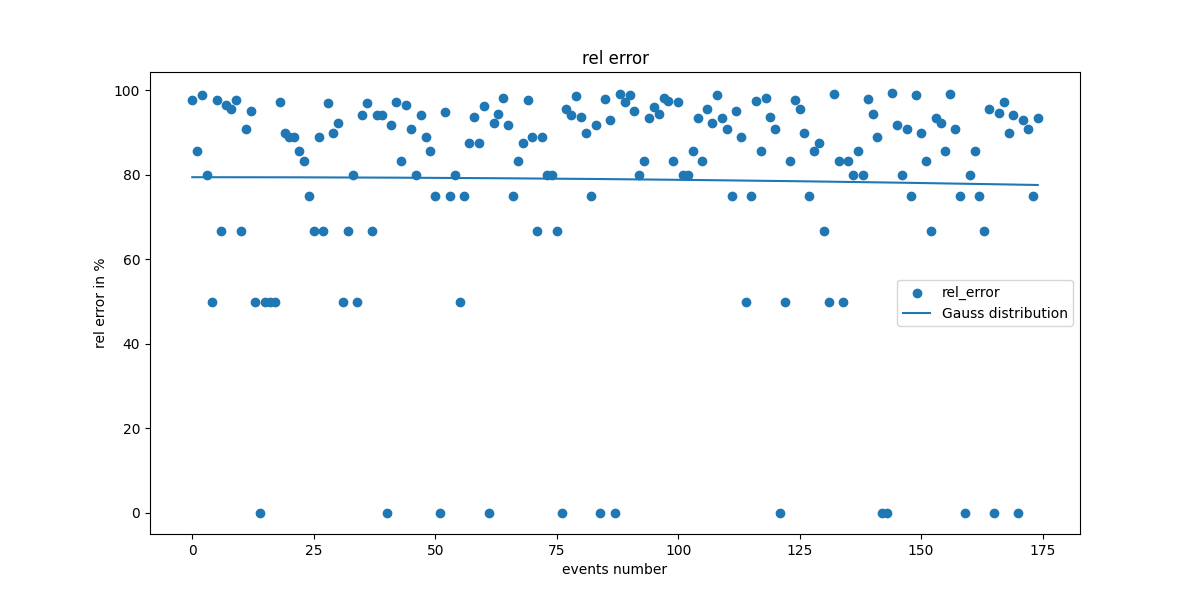 rel error
100
80
60
40
20
0
rel error in %
rel_error
Gauss distribution
0 25 50 75 100 125 150 175
events number